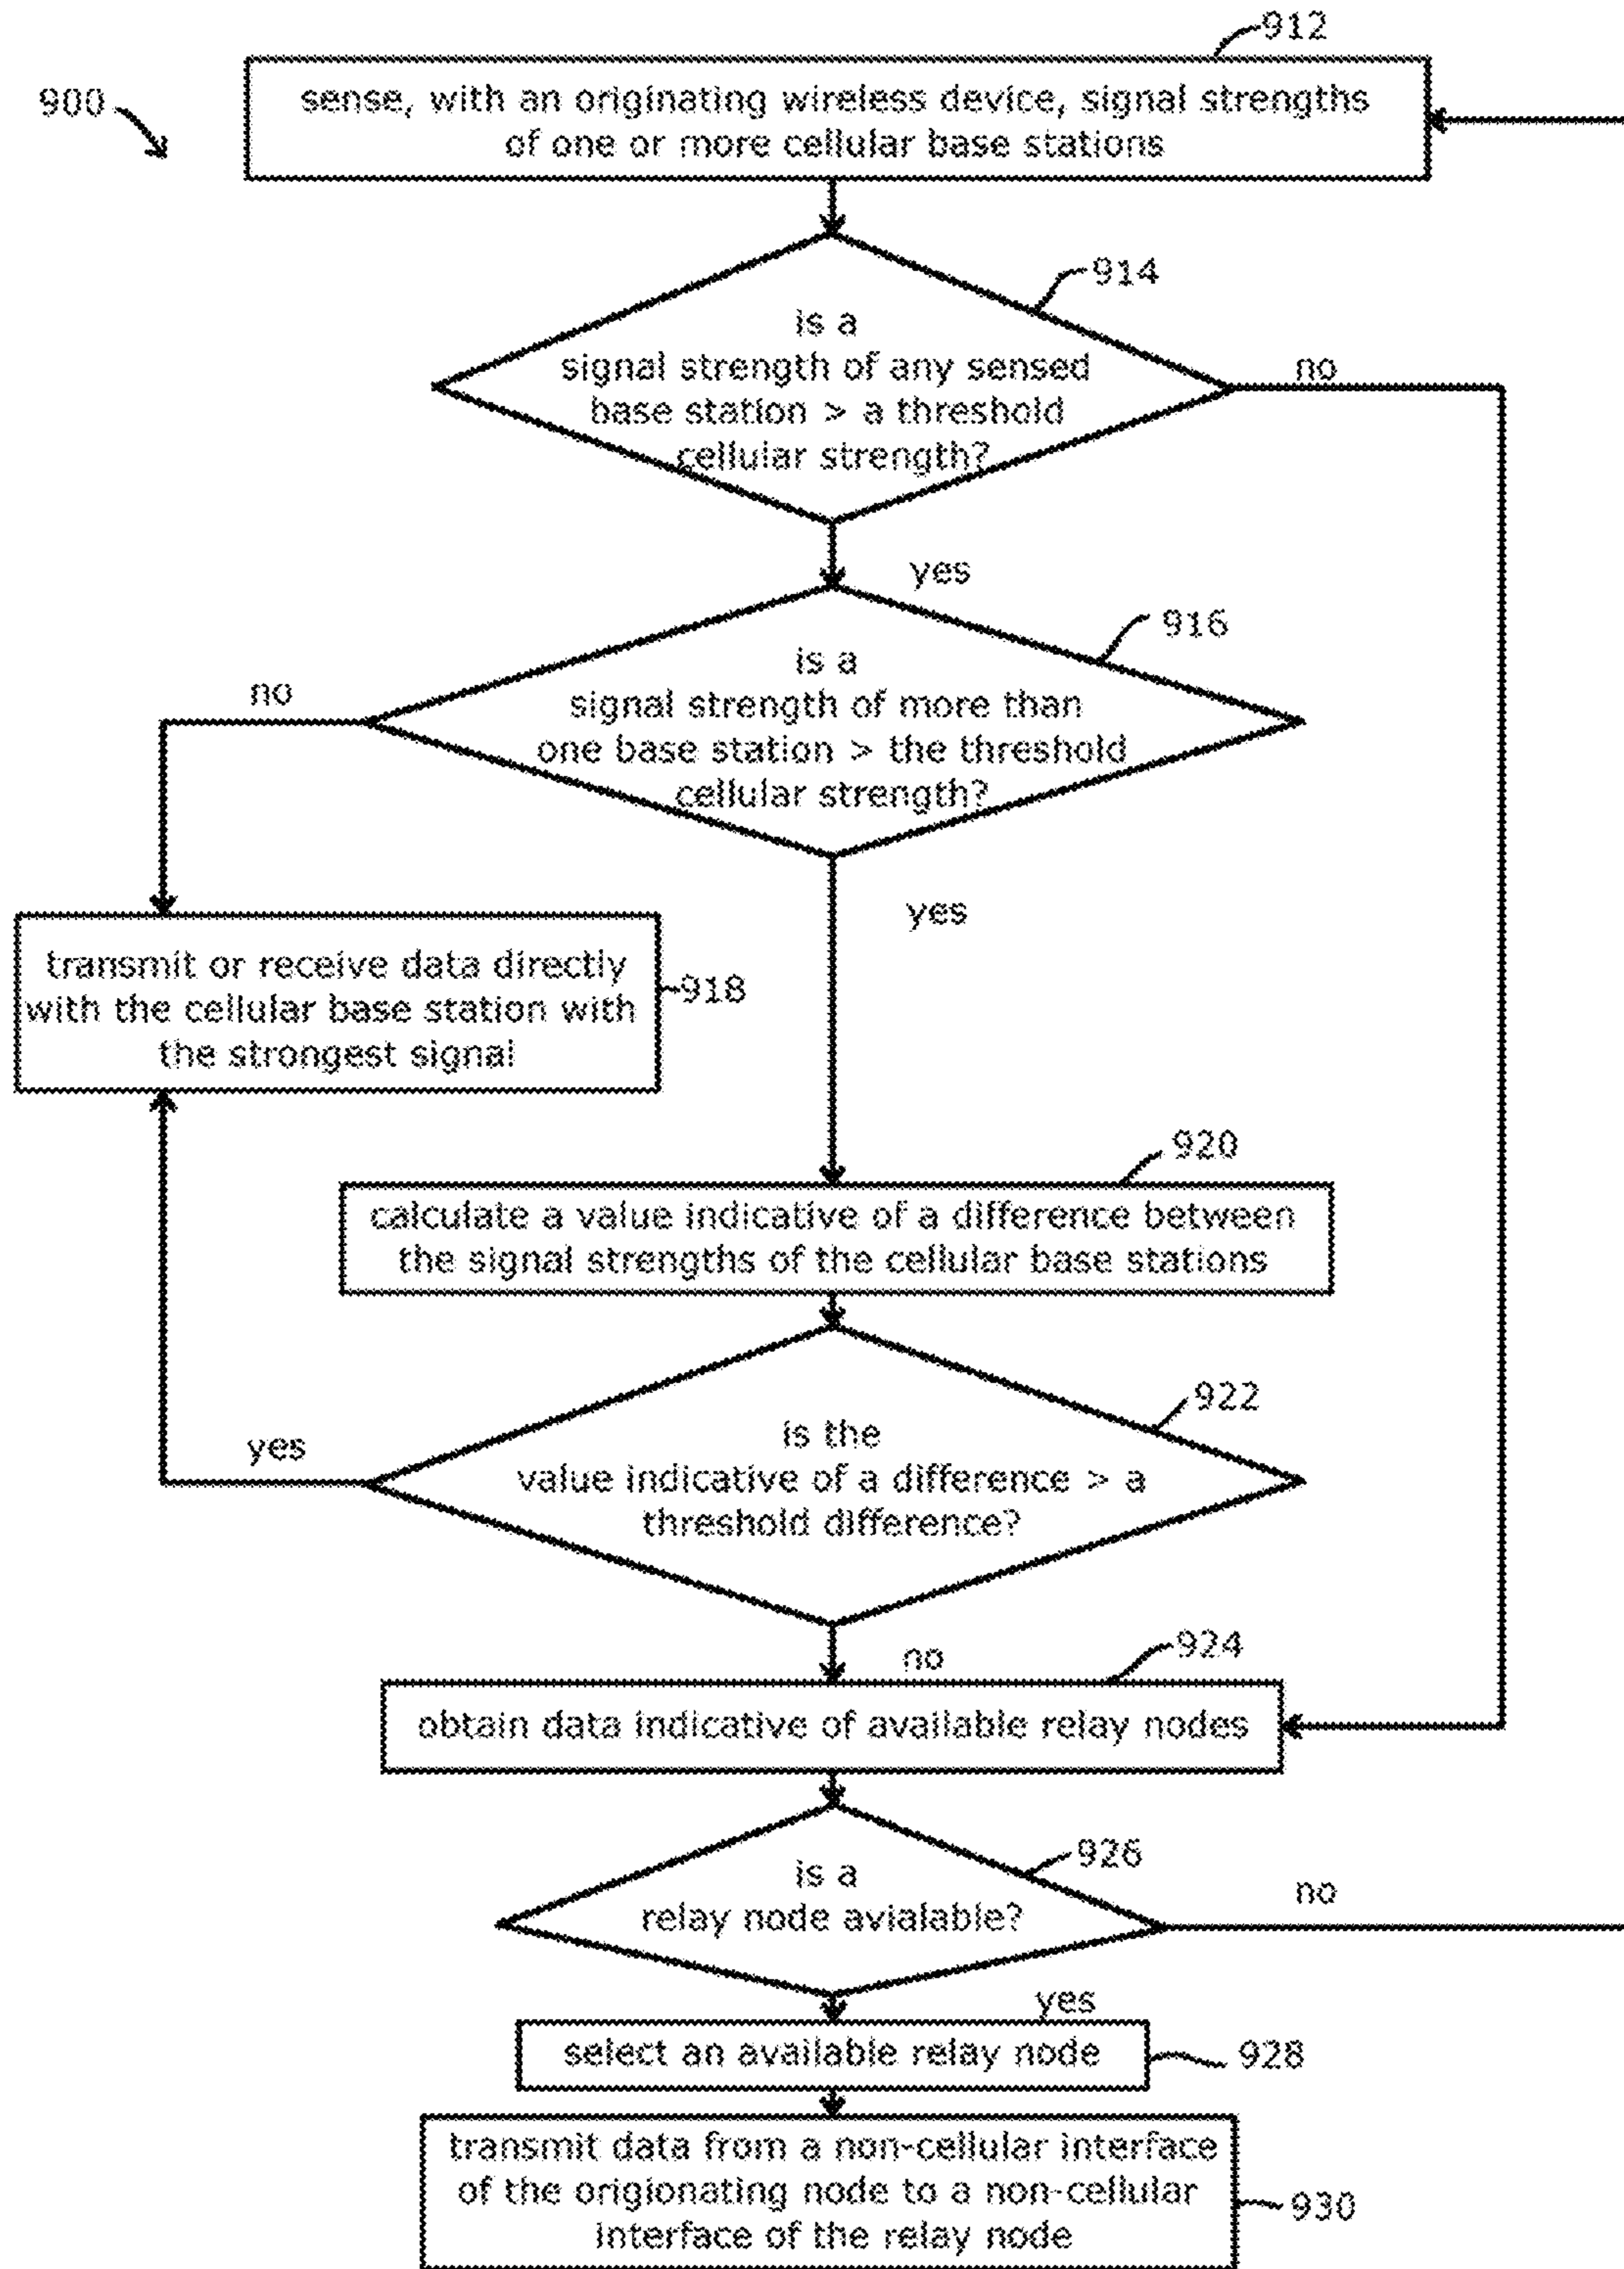 912
900
sense, with an originating wireless device, signal strengths
of one or more cellular base stations
914
is a
signal strength of any sensed
base station > a threshold
cellular strength?
no
yes
916
is a
signal strength of more than
one base station > the threshold
cellular strength?
no
yes
transmit or receive data directly
with the cellular base station with
the strongest signal
918
920
calculate a value indicative of a difference between
the signal strengths of the cellular base stations
922
is the
value indicative of a difference > a
threshold difference?
yes
no
924
obtain data indicative of available relay nodes
926
is a
relay node avialable?
no
yes
select an available relay node
928
transmit data from a non-cellular interface
of the origionating node to a non-cellular
interface of the relay node
930